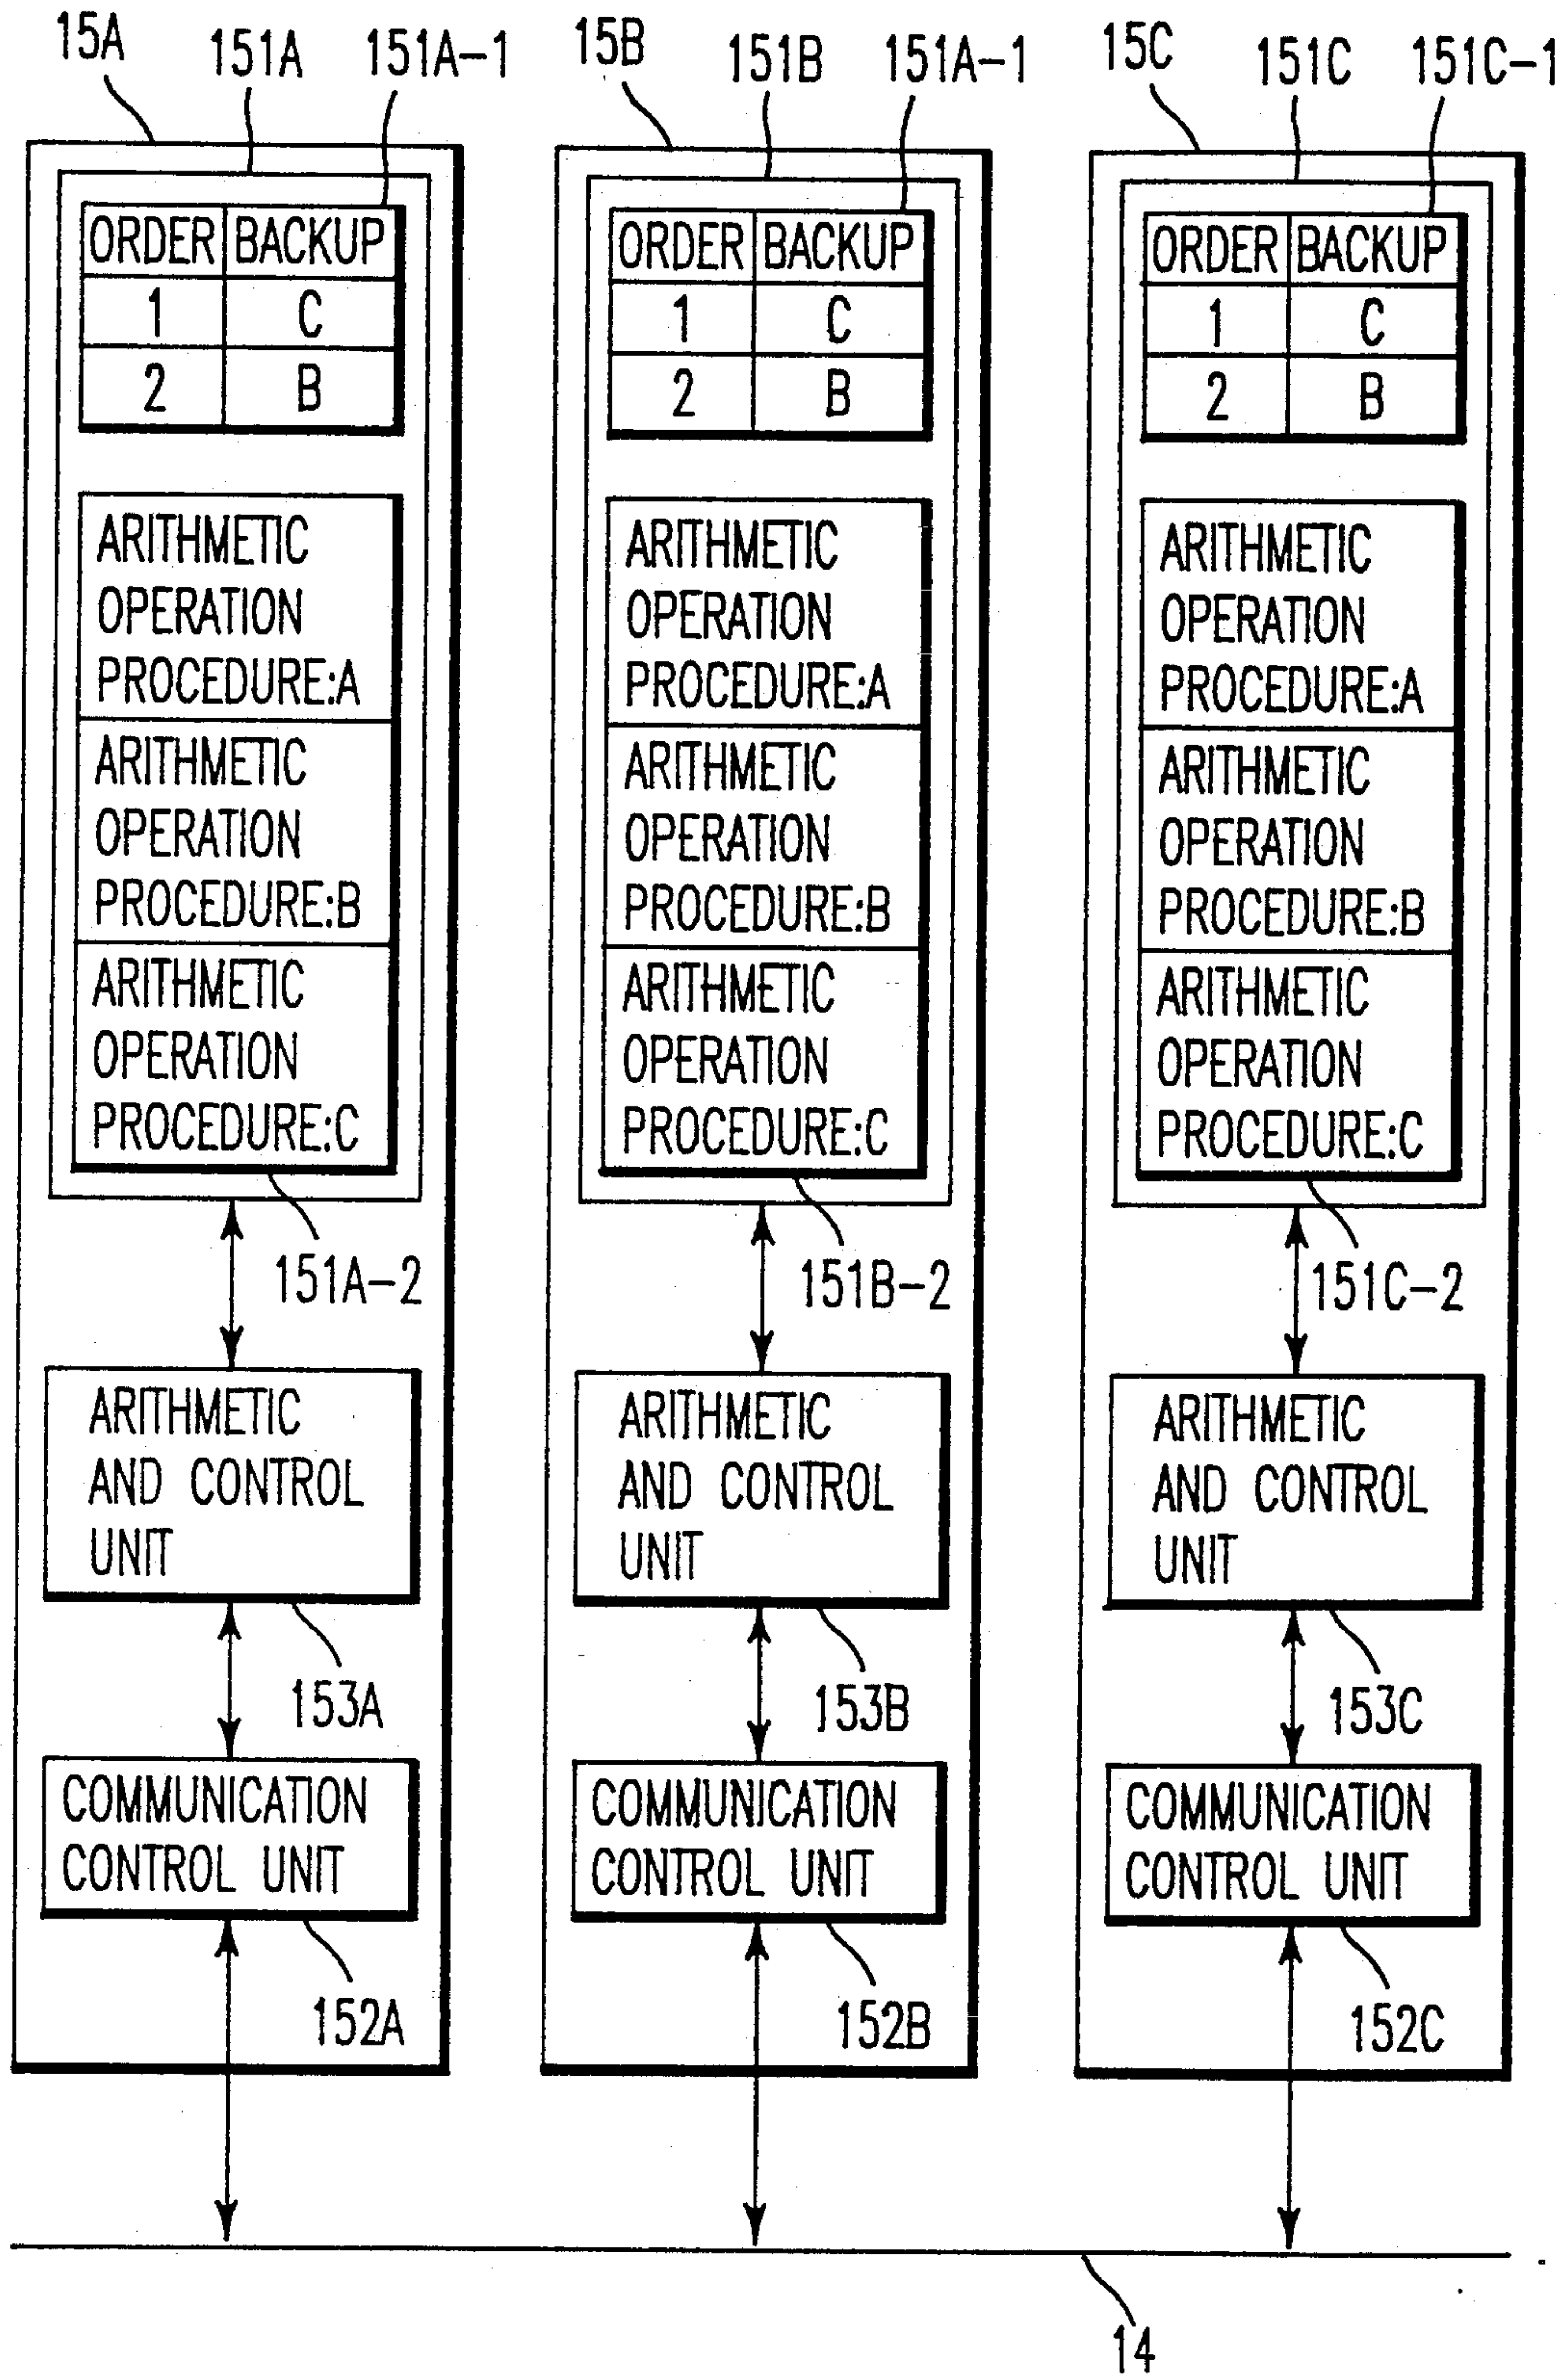 15A
151A
151A-1
15B
151B
151A-1
15C
151C
151C-1
ORDER BACKUP
1 C
2 B
ARITHMETIC
OPERATION
PROCEDURE:A
ARITHMETIC
OPERATION
PROCEDURE:B
ARITHMETIC
OPERATION
PROCEDURE:C
151A-2
ARITHMETIC
AND CONTROL
UNIT
153A
COMMUNICATION
CONTROL UNIT
152A
ORDER BACKUP
1 C
2 B
ARITHMETIC
OPERATION
PROCEDURE:A
ARITHMETIC
OPERATION
PROCEDURE:B
ARITHMETIC
OPERATION
PROCEDURE:C
151B-2
ARITHMETIC
AND CONTROL
UNIT
153B
COMMUNICATION
CONTROL UNIT
152B
ORDER BACKUP
1 C
2 B
ARITHMETIC
OPERATION
PROCEDURE:A
ARITHMETIC
OPERATION
PROCEDURE:B
ARITHMETIC
OPERATION
PROCEDURE:C
151C-2
ARITHMETIC
AND CONTROL
UNIT
153C
COMMUNICATION
CONTROL UNIT
152C
14